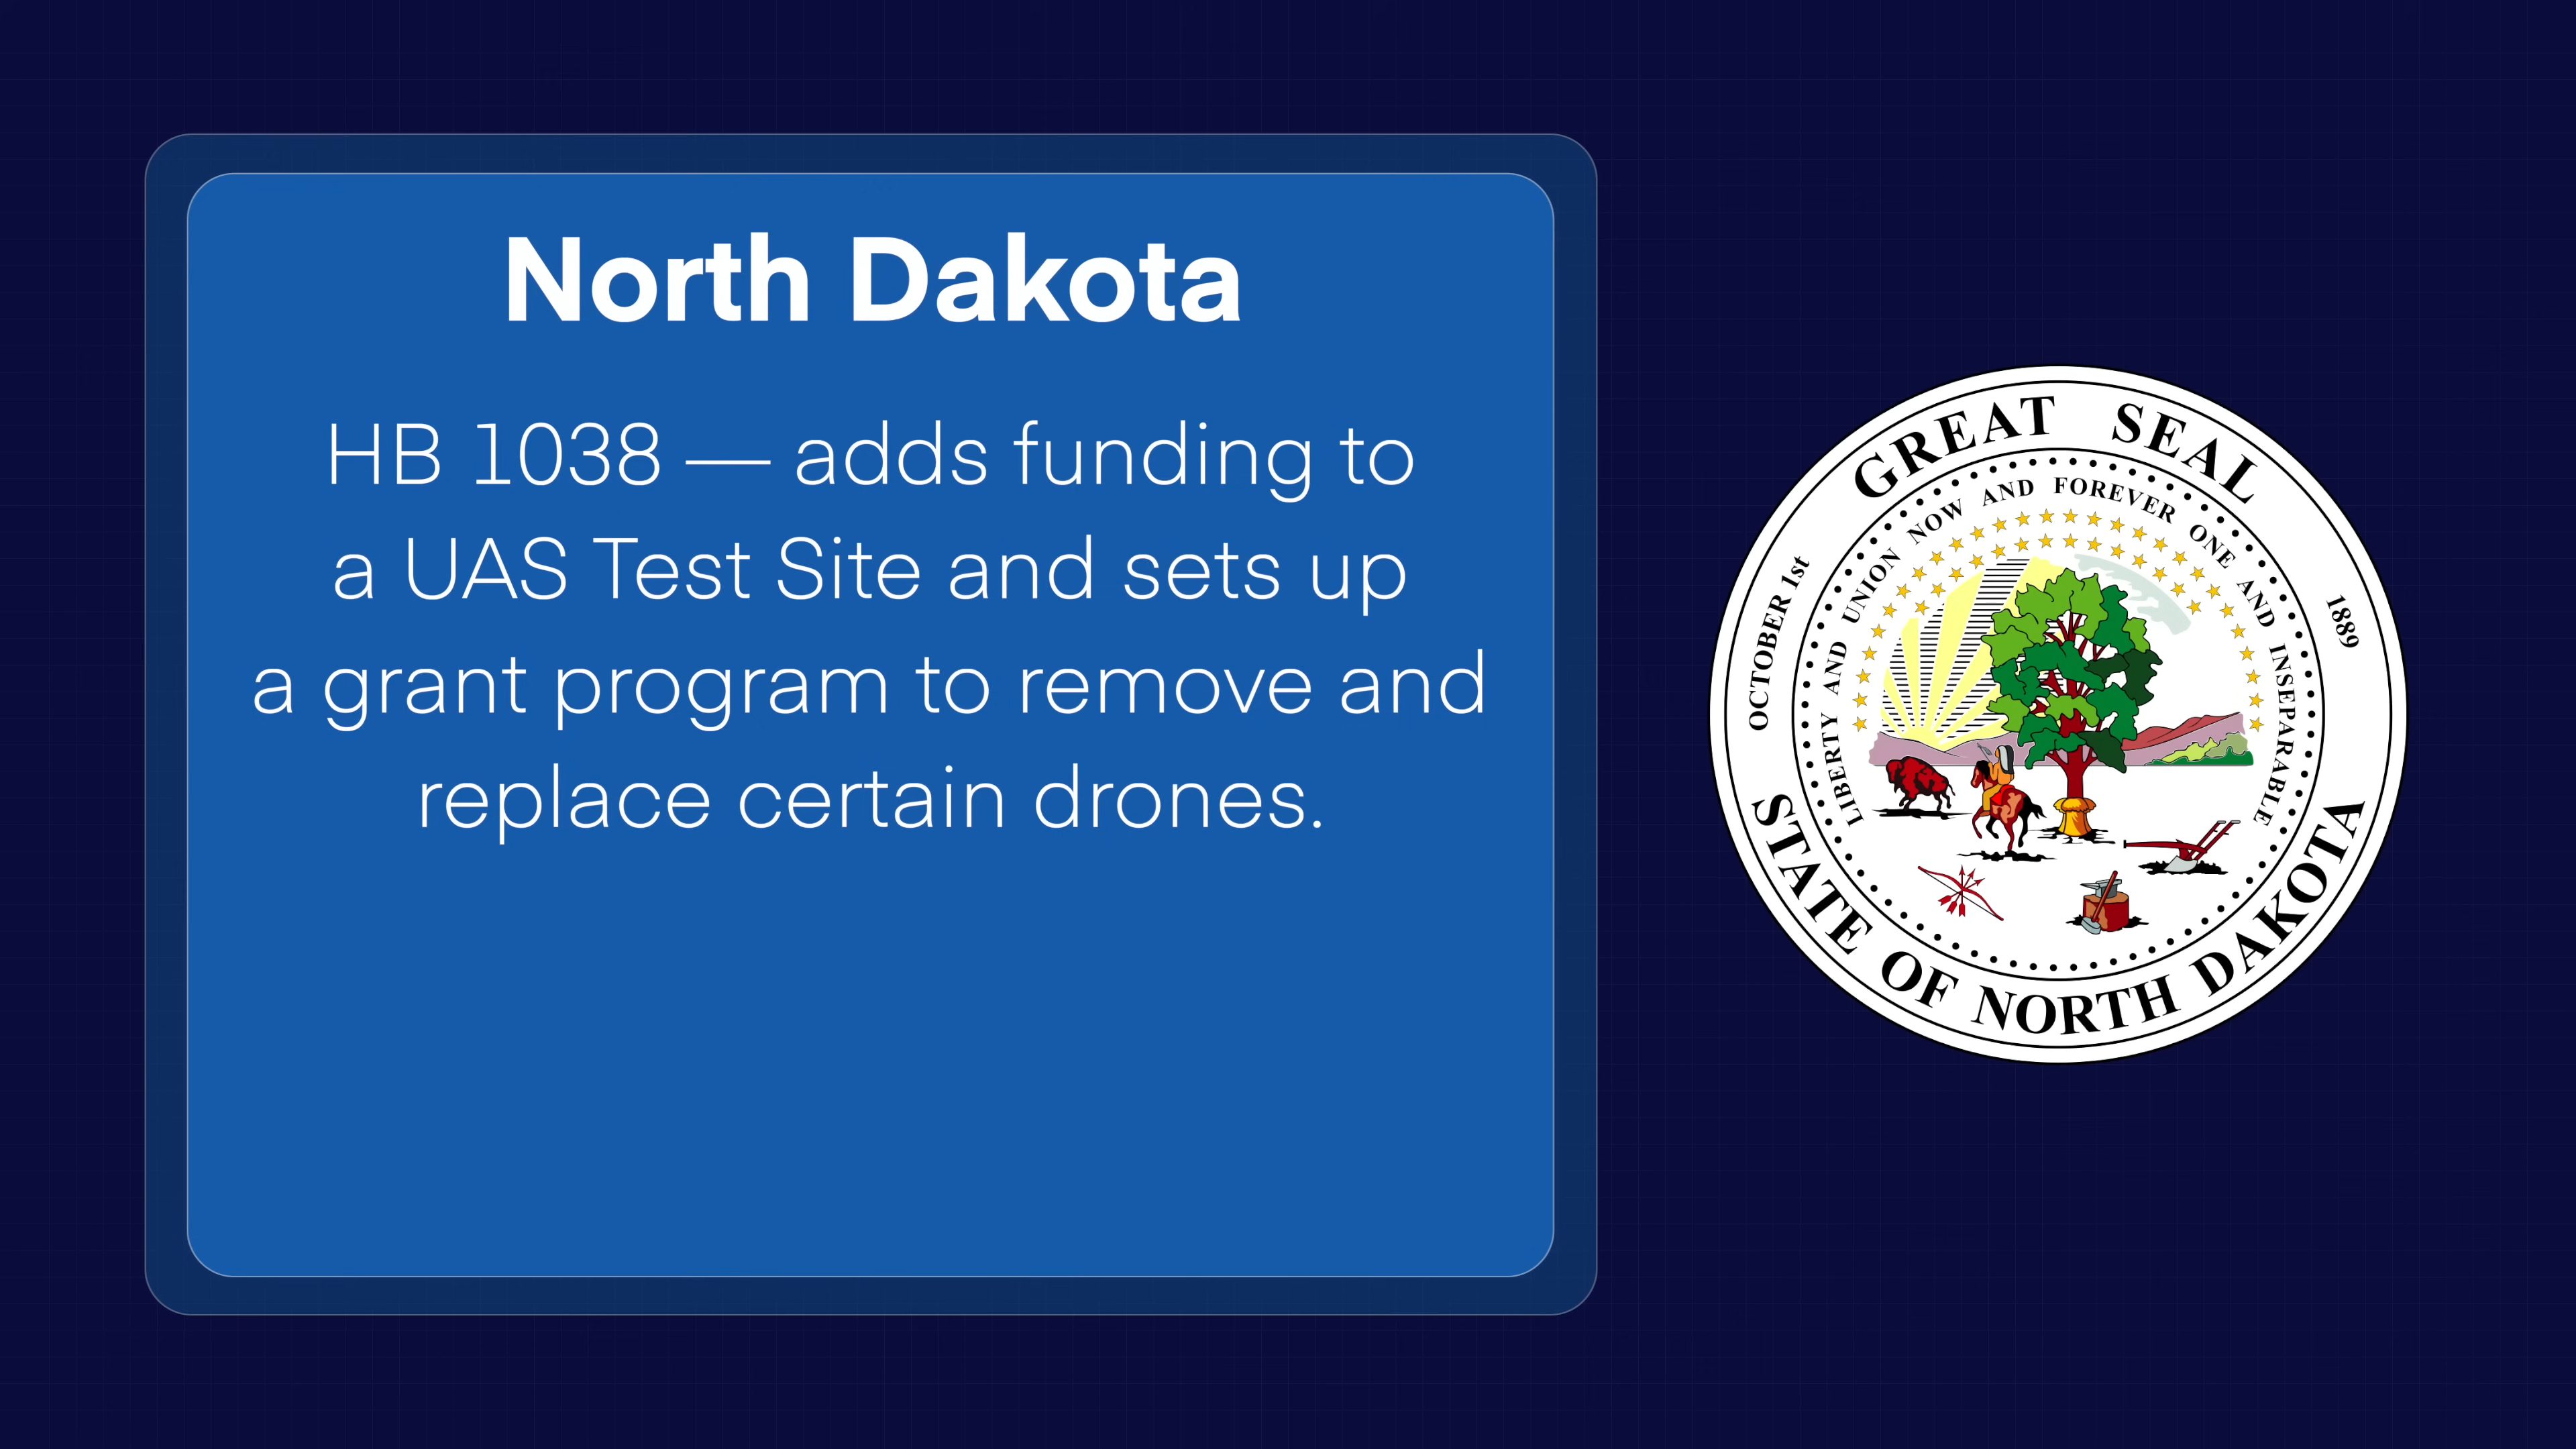 North Dakota
HB 1038 — adds funding to
a UAS Test Site and sets up
a grant program to remove and
replace certain drones.
GREAT SEAL
OCTOBER 1st
1889
LIBERTY AND UNION NOW AND FOREVER ONE AND INSEPARABLE
STATE OF NORTH DAKOTA